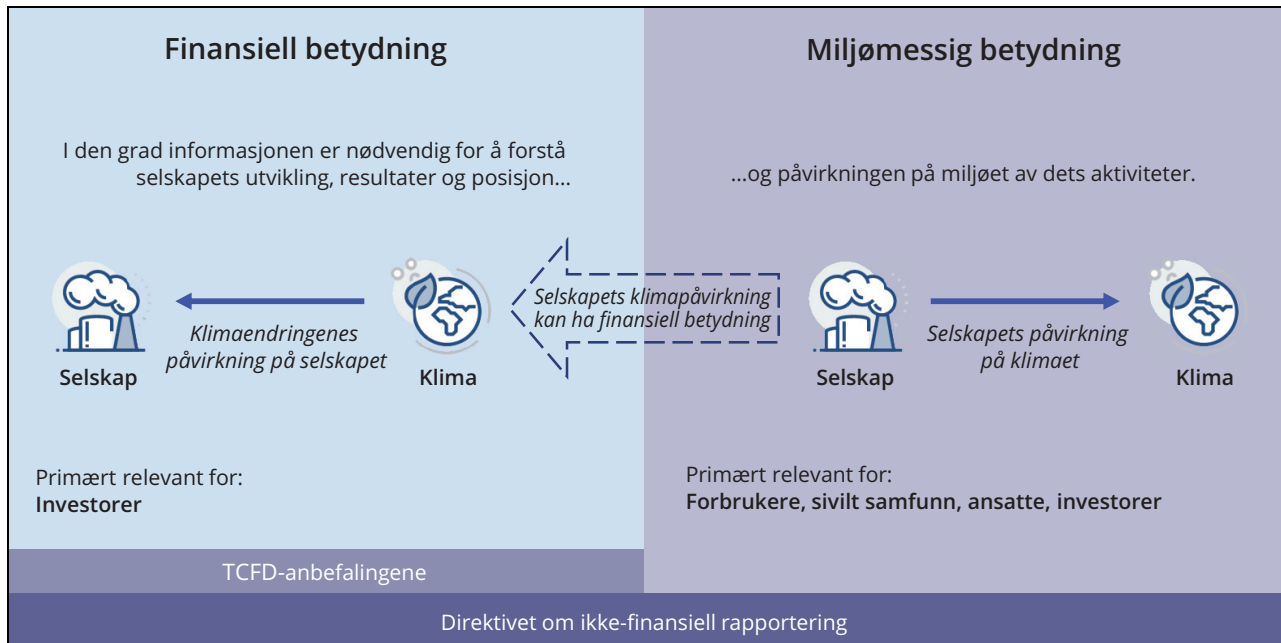 Finansiell betydning
I den grad informasjonen er nødvendig for å forstå
selskapets utvikling, resultater og posisjon...
Selskap
Klimaendringenes
påvirkning på selskapet
Klima
Selskapets klimapåvirkning
kan ha finansiell betydning
Primært relevant for:
Investorer
Miljømessig betydning
...og påvirkningen på miljøet av dets aktiviteter.
Selskap
Selskapets påvirkning
på klimaet
Klima
Primært relevant for:
Forbrukere, sivilt samfunn, ansatte, investorer
TCFD-anbefalingene
Direktivet om ikke-finansiell rapportering